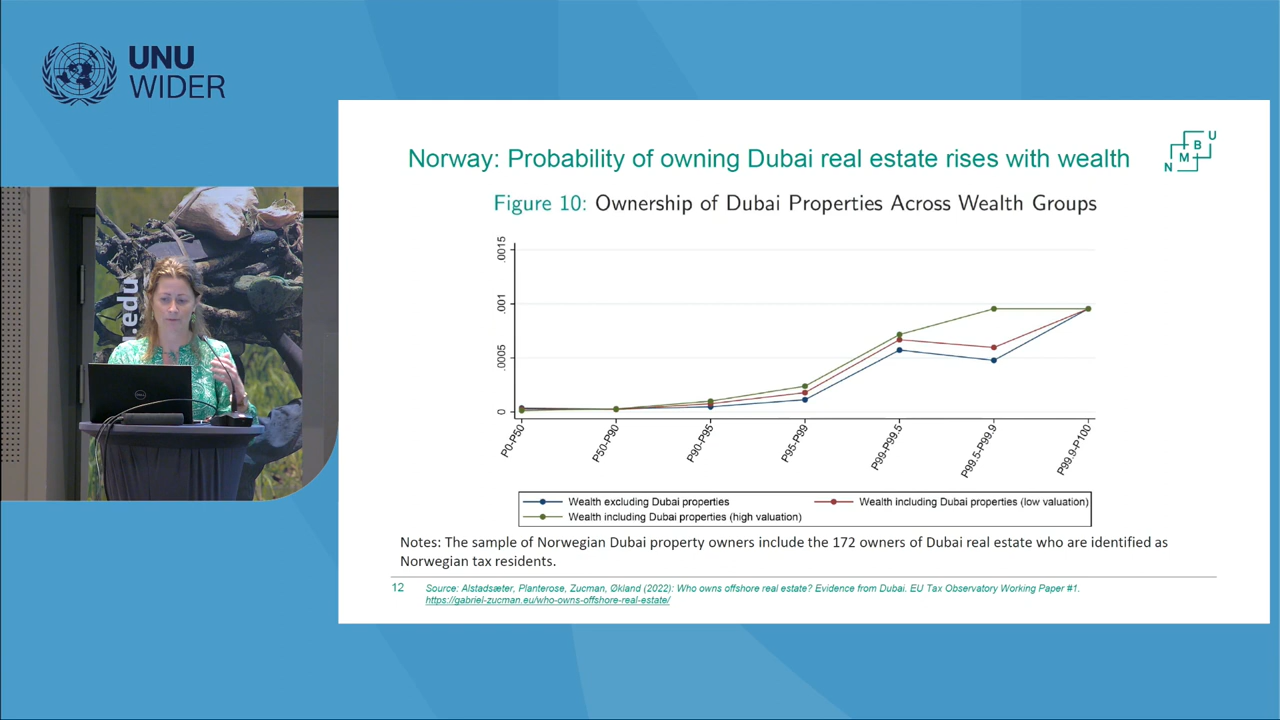 UNU
WIDER
Norway: Probability of owning Dubai real estate rises with wealth
N M B U
Figure 10: Ownership of Dubai Properties Across Wealth Groups
.0015
.001
.0005
0
P0-P50
P50-P90
P90-P95
P95-P99
P99-P99.5
P99.5-P99.9
P99.9-P100
Wealth excluding Dubai properties
Wealth including Dubai properties (low valuation)
Wealth including Dubai properties (high valuation)
Notes: The sample of Norwegian Dubai property owners include the 172 owners of Dubai real estate who are identified as
Norwegian tax residents.
12
Source: Alstadsæter, Planterose, Zucman, Økland (2022): Who owns offshore real estate? Evidence from Dubai. EU Tax Observatory Working Paper #1.
https://gabriel-zucman.eu/who-owns-offshore-real-estate/
.edu
DELL